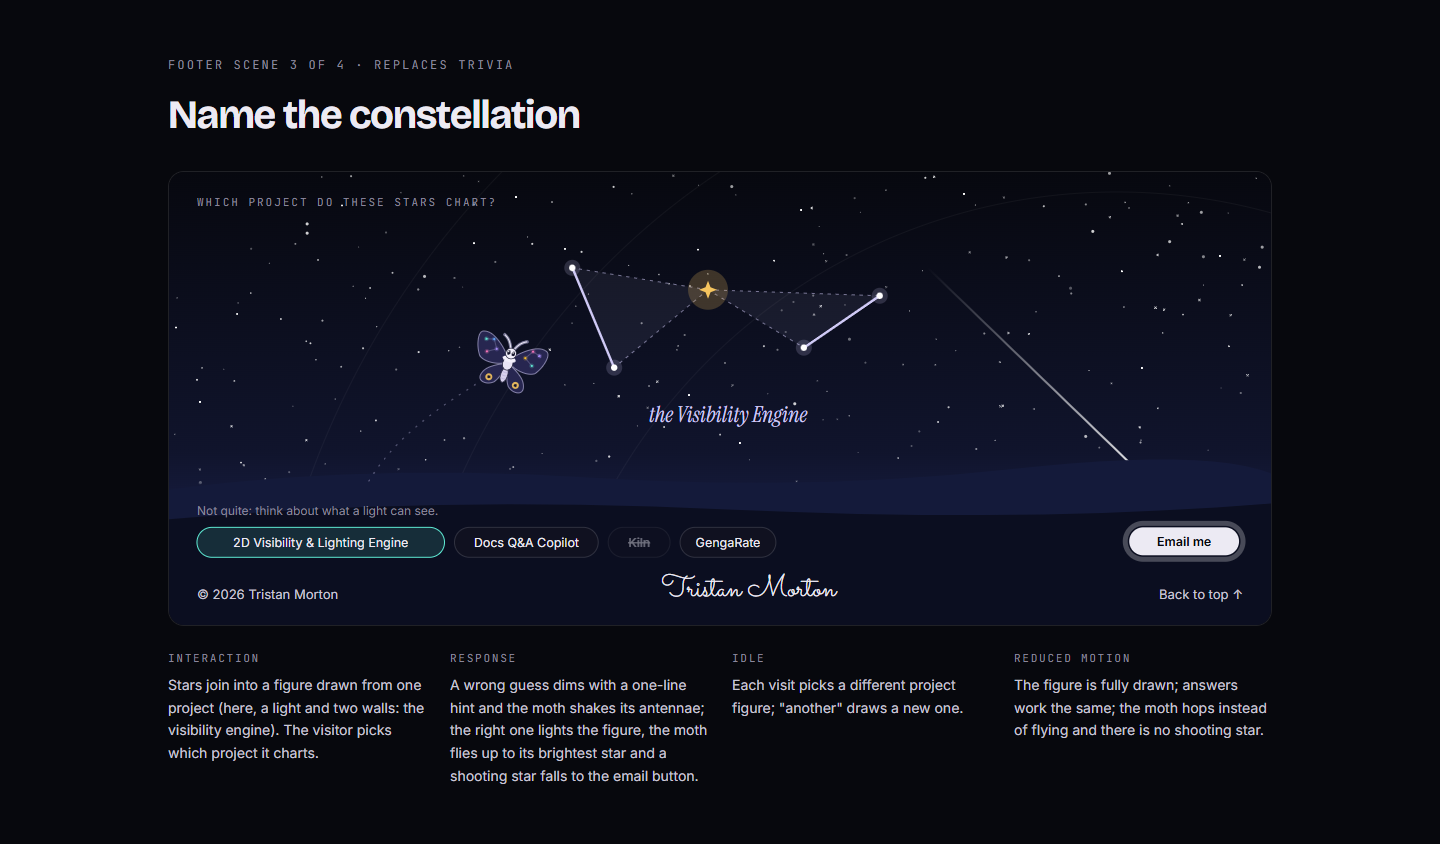 FOOTER SCENE 3 OF 4 · REPLACES TRIVIA
Name the constellation
WHICH PROJECT DO THESE STARS CHART?
the Visibility Engine
Not quite: think about what a light can see.
2D Visibility & Lighting Engine
Docs Q&A Copilot
Kiln
GengaRate
Email me
© 2026 Tristan Morton
Tristan Morton
Back to top ↑
INTERACTION
Stars join into a figure drawn from one
project (here, a light and two walls: the
visibility engine). The visitor picks
which project it charts.
RESPONSE
A wrong guess dims with a one-line
hint and the moth shakes its antennae;
the right one lights the figure, the moth
flies up to its brightest star and a
shooting star falls to the email button.
IDLE
Each visit picks a different project
figure; "another" draws a new one.
REDUCED MOTION
The figure is fully drawn; answers
work the same; the moth hops instead
of flying and there is no shooting star.